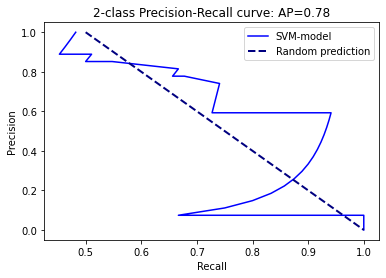 2-class Precision-Recall curve: AP=0.78
SVM-model
Random prediction
Precision
1.0
0.8
0.6
0.4
0.2
0.0
0.5
0.6
0.7
0.8
0.9
1.0
Recall